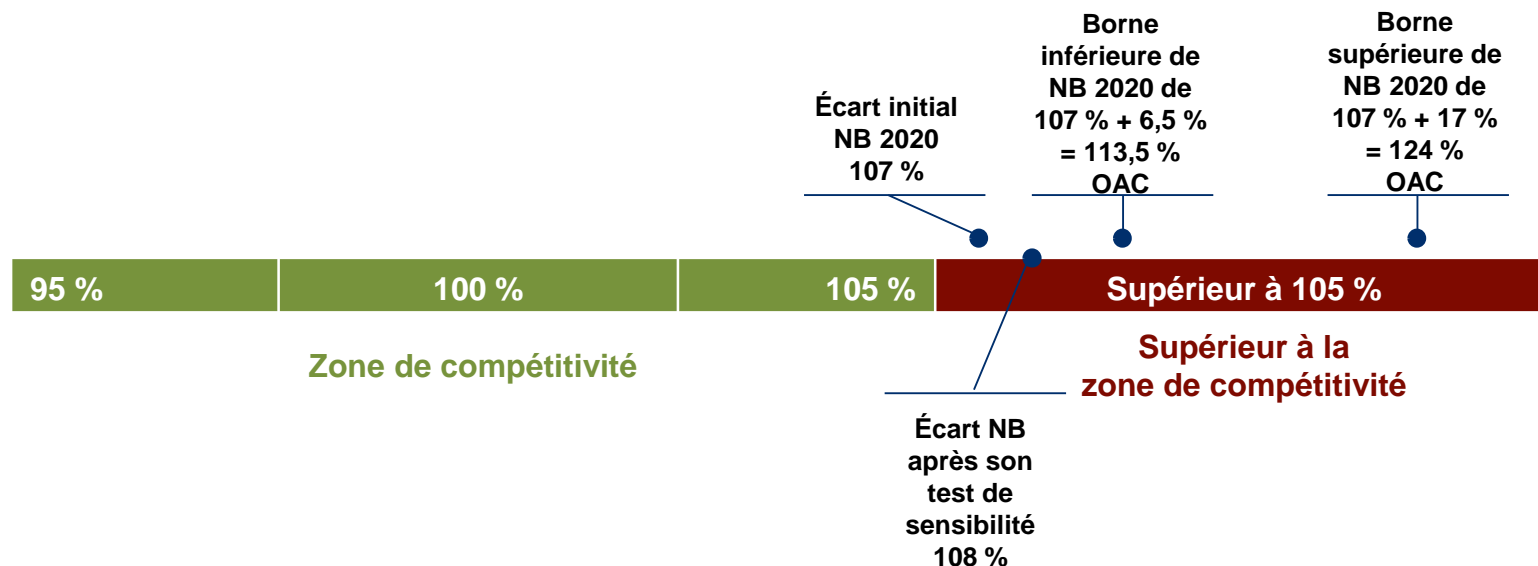 Écart initial
NB 2020
107 %
Borne
inférieure de
NB 2020 de
107 % + 6,5 %
= 113,5 %
OAC
Borne
supérieure de
NB 2020 de
107 % + 17 %
= 124 %
OAC
95 %
100 %
105 %
Supérieur à 105 %
Zone de compétitivité
Supérieur à la
zone de compétitivité
Écart NB
après son
test de
sensibilité
108 %